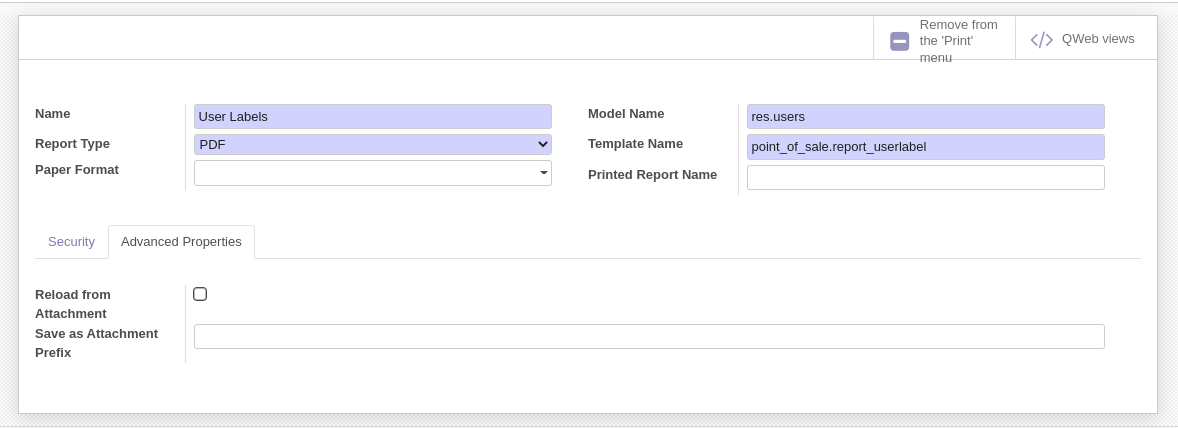 Remove from
the 'Print'
menu
QWeb views
Name
User Labels
Model Name
res.users
Report Type
PDF
Template Name
point_of_sale.report_userlabel
Paper Format
Printed Report Name
Security
Advanced Properties
Reload from
Attachment
Save as Attachment
Prefix